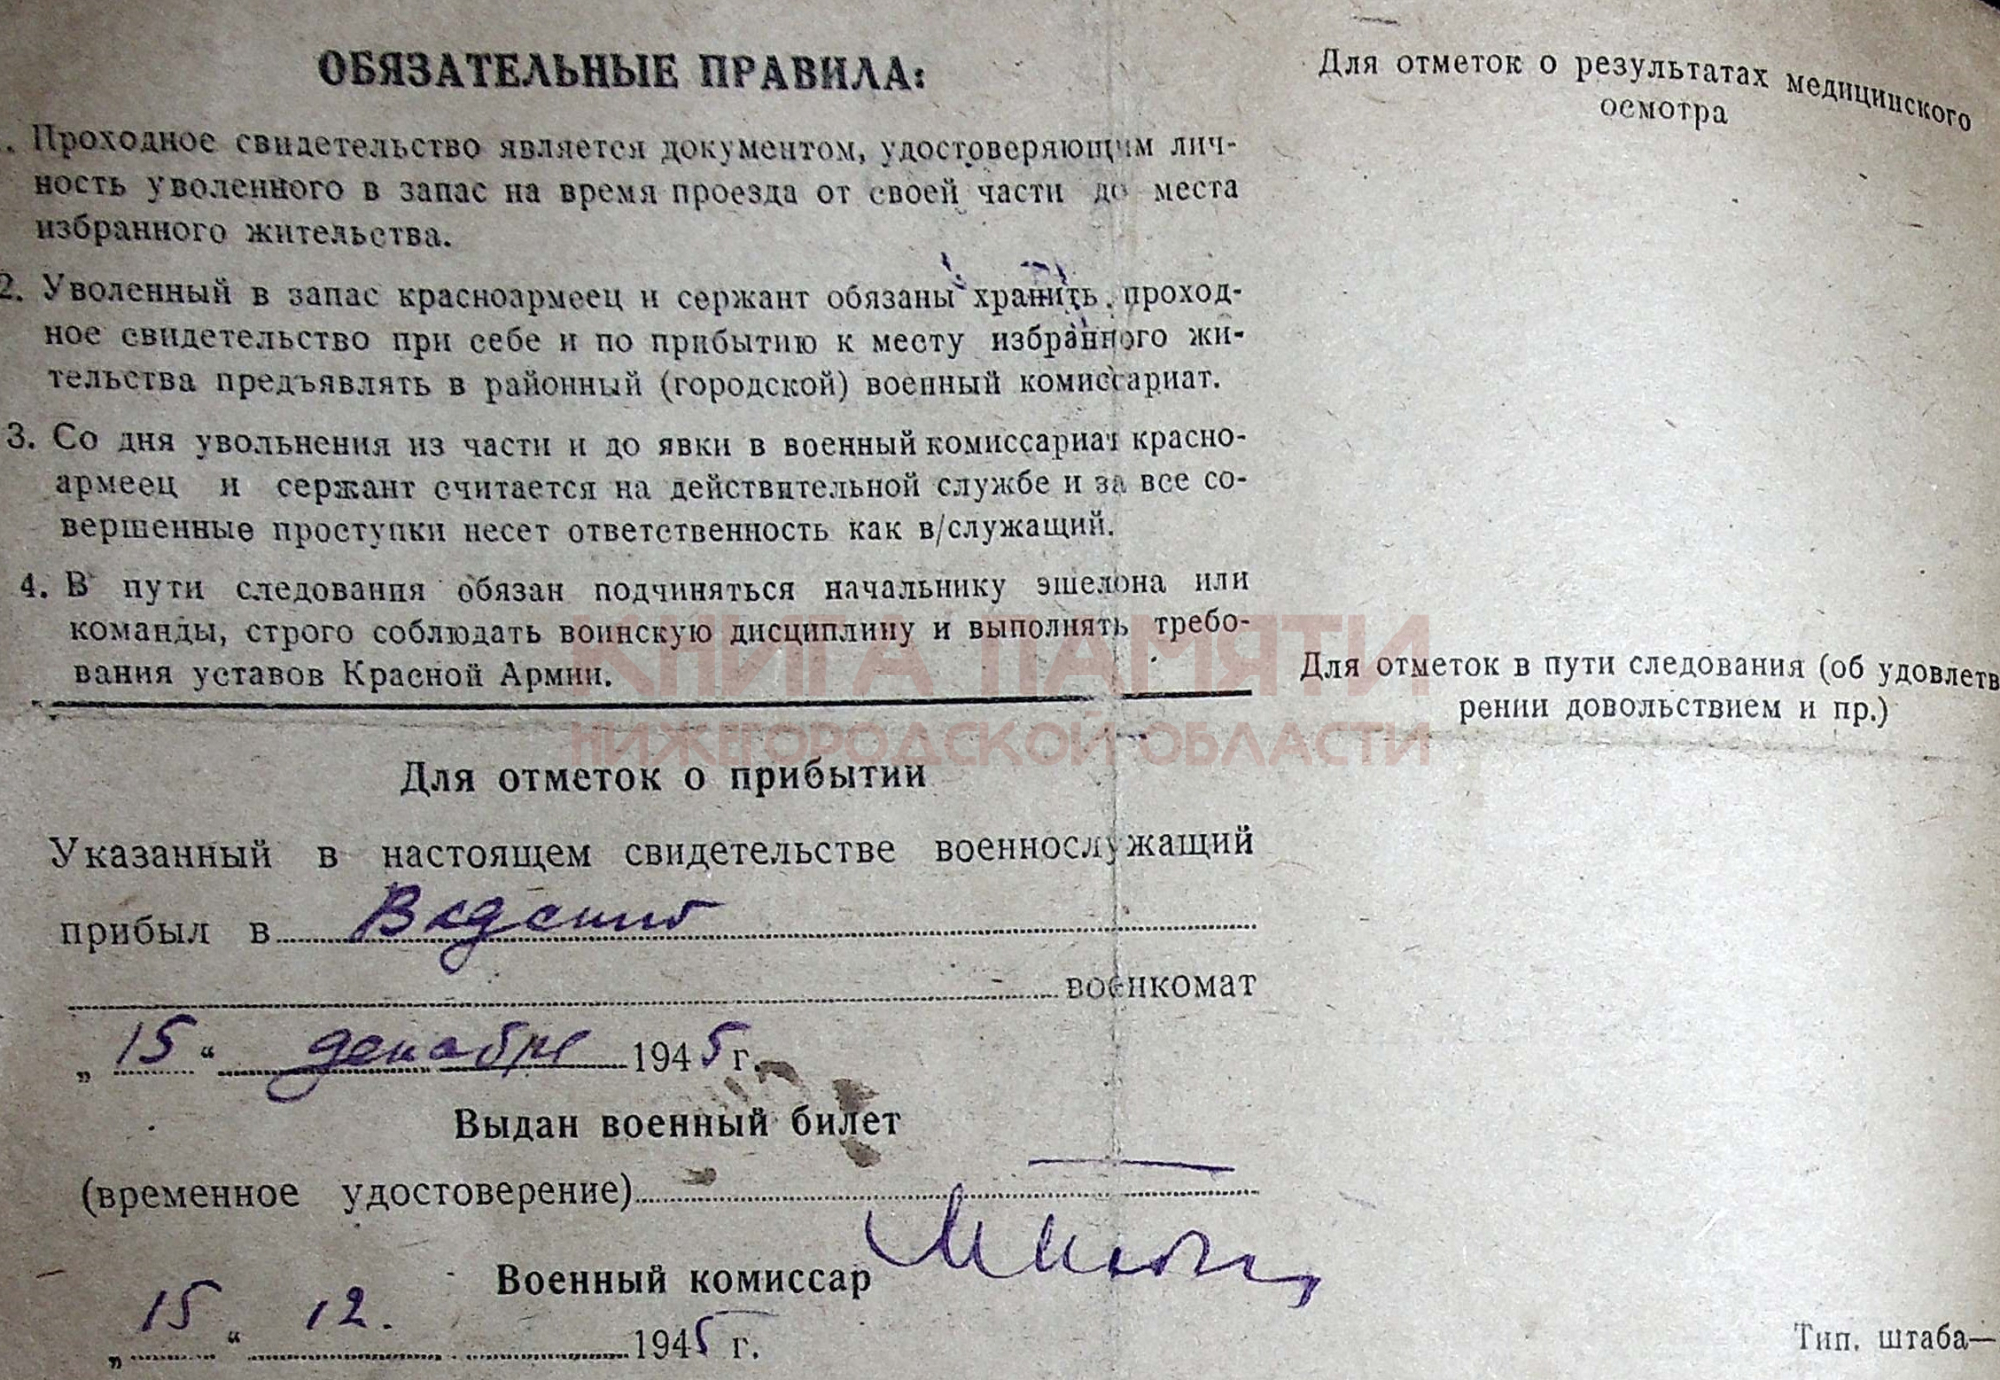 ОБЯЗАТЕЛЬНЫЕ ПРАВИЛА:
. Проходное свидетельство является документом, удостоверяющим лич-
ность уволенного в запас на время проезда от своей части до места
избранного жительства.
2. Уволенный в запас красноармеец и сержант обязаны хранить проход-
ное свидетельство при себе и по прибытию к месту избранного жи-
тельства предъявлять в районный (городской) военный комиссариат.
3. Со дня увольнения из части и до явки в военный комиссариат красно-
армеец и сержант считается на действительной службе и за все со-
вершенные проступки несет ответственность как в/служащий.
4. В пути следования обязан подчиняться начальнику эшелона или
команды, строго соблюдать воинскую дисциплину и выполнять требо-
вания уставов Красной Армии.
Для отметок о прибытии
Указанный в настоящем свидетельстве военнослужащий
прибыл в
военкомат
„ 15 “ декабря 1945 г.
Выдан военный билет
(временное удостоверение)
Военный комиссар
„ 15 “ 12. 1945 г.
Для отметок о результатах медицинского
осмотра
Для отметок в пути следования (об удовлетв
рении довольствием и пр.)
Тип. штаба—
КНИГА ПАМЯТИ
НИЖЕГОРОДСКОЙ ОБЛАСТИ